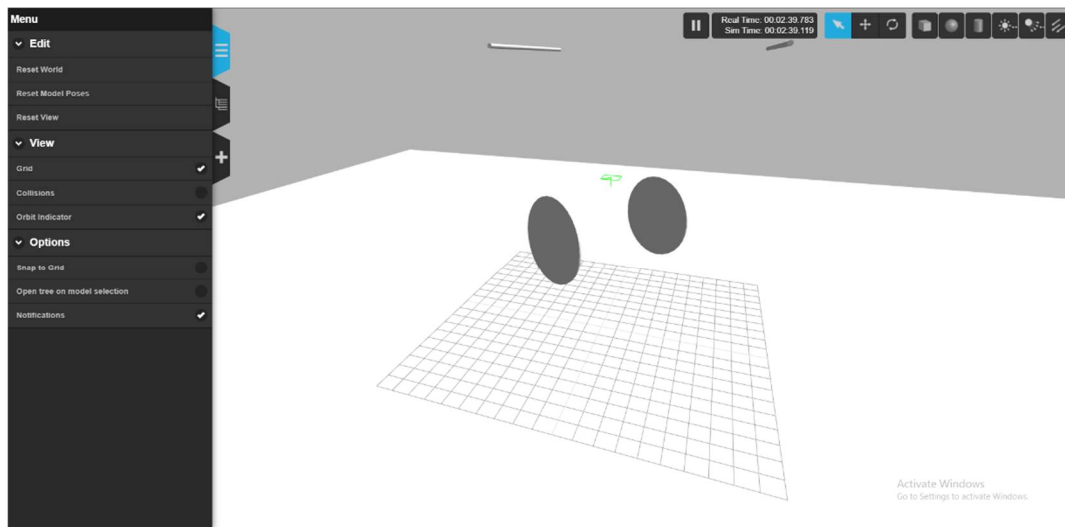 Menu
Edit
Reset World
Reset Model Poses
Reset View
View
Grid
Collisions
Orbit Indicator
Options
Snap to Grid
Open tree on model selection
Notifications
Real Time: 00:02:39.783
Sim Time: 00:02:39.119
Activate Windows
Go to Settings to activate Windows.